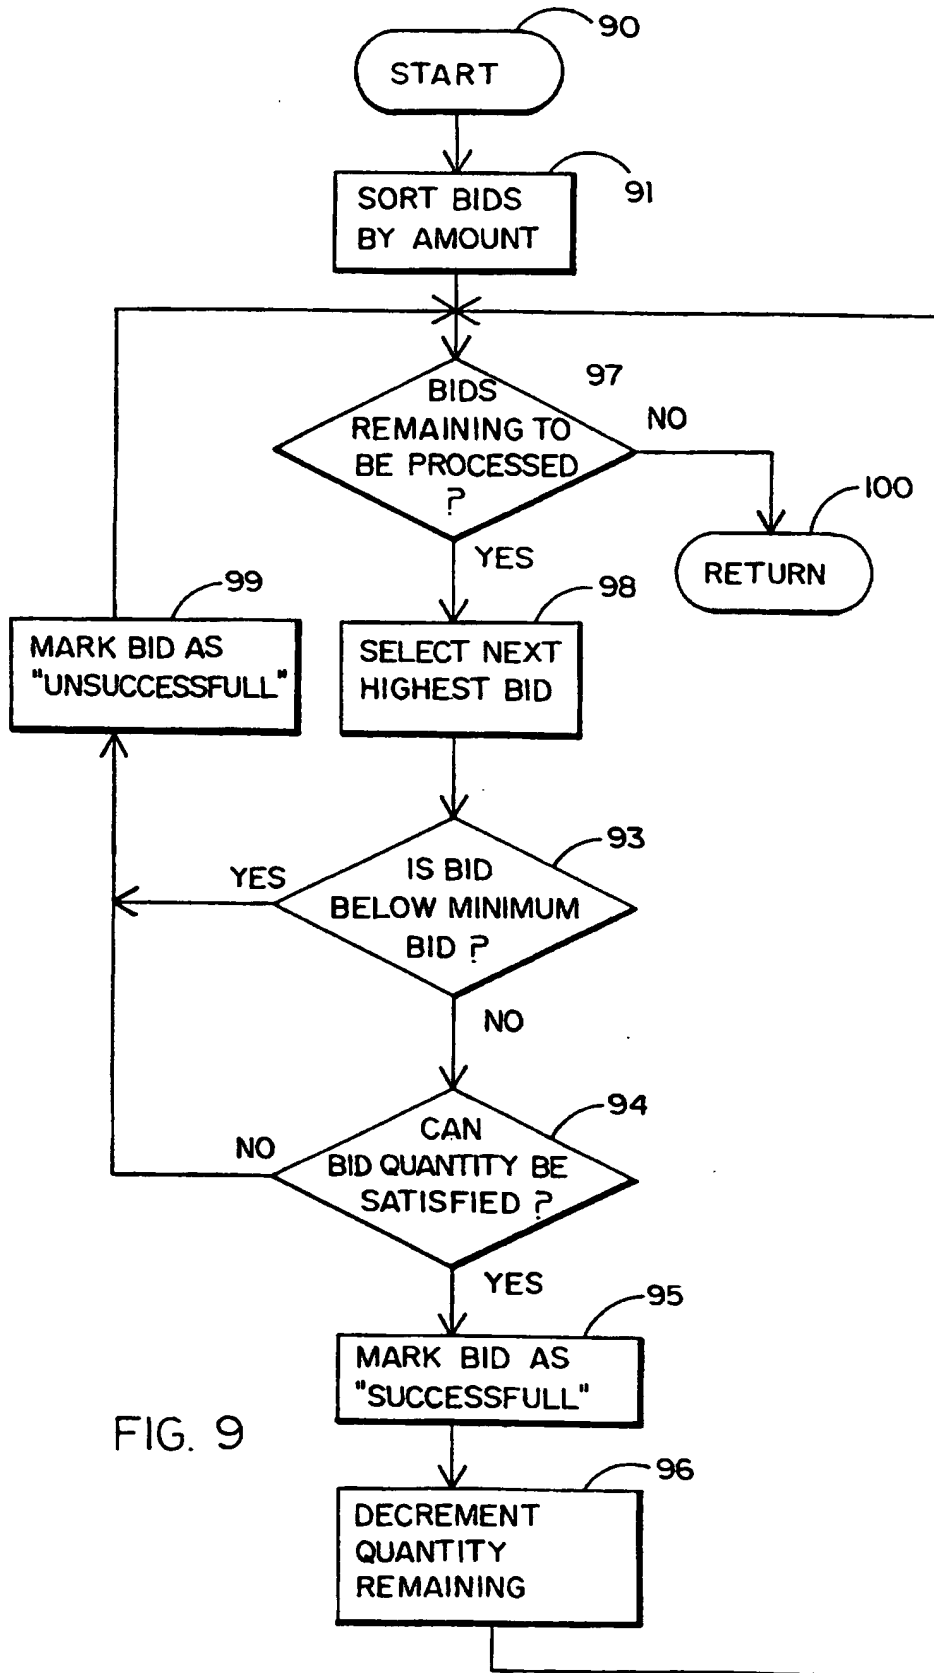 90
START
91
SORT BIDS
BY AMOUNT
97
BIDS
REMAINING TO
BE PROCESSED
?
NO
100
RETURN
YES
99
MARK BID AS
"UNSUCCESSFULL"
98
SELECT NEXT
HIGHEST BID
93
YES
IS BID
BELOW MINIMUM
BID ?
NO
94
NO
CAN
BID QUANTITY BE
SATISFIED ?
YES
95
MARK BID AS
"SUCCESSFULL"
FIG. 9
96
DECREMENT
QUANTITY
REMAINING